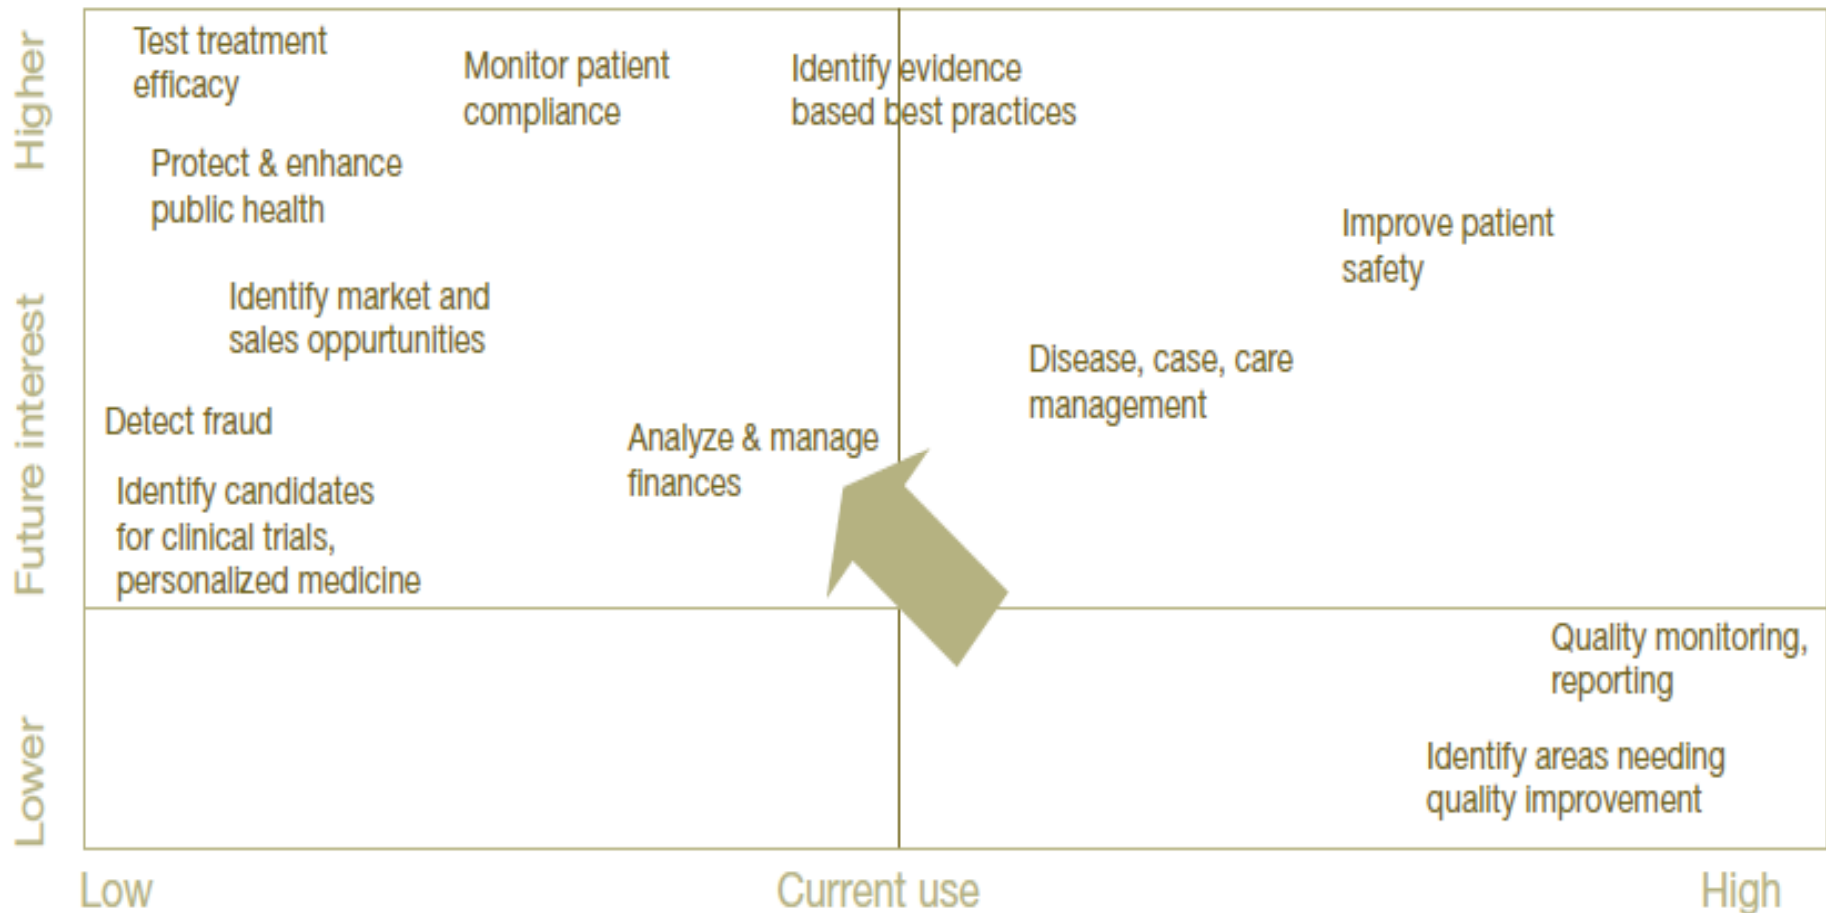 Higher
Future interest
Lower
Test treatment
efficacy
Monitor patient
compliance
Identify evidence
based best practices
Protect & enhance
public health
Improve patient
safety
Identify market and
sales oppurtunities
Disease, case, care
management
Detect fraud
Analyze & manage
finances
Identify candidates
for clinical trials,
personalized medicine
Quality monitoring,
reporting
Identify areas needing
quality improvement
Low
Current use
High